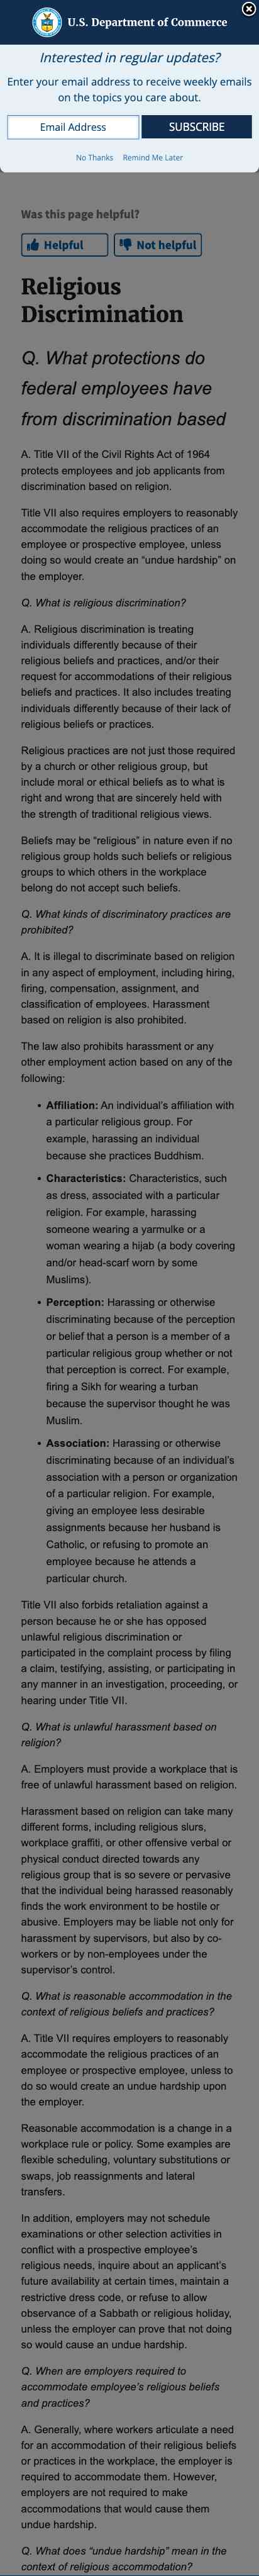 U.S. Department of Commerce
Interested in regular updates?
Enter your email address to receive weekly emails
on the topics you care about.
Email Address
SUBSCRIBE
No Thanks Remind Me Later
Was this page helpful?
Helpful
Not helpful
Religious
Discrimination
Q. What protections do
federal employees have
from discrimination based
A. Title VII of the Civil Rights Act of 1964
protects employees and job applicants from
discrimination based on religion.
Title VII also requires employers to reasonably
accommodate the religious practices of an
employee or prospective employee, unless
doing so would create an “undue hardship” on
the employer.
Q. What is religious discrimination?
A. Religious discrimination is treating
individuals differently because of their
religious beliefs and practices, and/or their
request for accommodations of their religious
beliefs and practices. It also includes treating
individuals differently because of their lack of
religious beliefs or practices.
Religious practices are not just those required
by a church or other religious group, but
include moral or ethical beliefs as to what is
right and wrong that are sincerely held with
the strength of traditional religious views.
Beliefs may be “religious” in nature even if no
religious group holds such beliefs or religious
groups to which others in the workplace
belong do not accept such beliefs.
Q. What kinds of discriminatory practices are
prohibited?
A. It is illegal to discriminate based on religion
in any aspect of employment, including hiring,
firing, compensation, assignment, and
classification of employees. Harassment
based on religion is also prohibited.
The law also prohibits harassment or any
other employment action based on any of the
following:
• Affiliation: An individual’s affiliation with
a particular religious group. For
example, harassing an individual
because she practices Buddhism.
• Characteristics: Characteristics, such
as dress, associated with a particular
religion. For example, harassing
someone wearing a yarmulke or a
woman wearing a hijab (a body covering
and/or head-scarf worn by some
Muslims).
• Perception: Harassing or otherwise
discriminating because of the perception
or belief that a person is a member of a
particular religious group whether or not
that perception is correct. For example,
firing a Sikh for wearing a turban
because the supervisor thought he was
Muslim.
• Association: Harassing or otherwise
discriminating because of an individual’s
association with a person or organization
of a particular religion. For example,
giving an employee less desirable
assignments because her husband is
Catholic, or refusing to promote an
employee because he attends a
particular church.
Title VII also forbids retaliation against a
person because he or she has opposed
unlawful religious discrimination or
participated in the complaint process by filing
a claim, testifying, assisting, or participating in
any manner in an investigation, proceeding, or
hearing under Title VII.
Q. What is unlawful harassment based on
religion?
A. Employers must provide a workplace that is
free of unlawful harassment based on religion.
Harassment based on religion can take many
different forms, including religious slurs,
workplace graffiti, or other offensive verbal or
physical conduct directed towards any
religious group that is so severe or pervasive
that the individual being harassed reasonably
finds the work environment to be hostile or
abusive. Employers may be liable not only for
harassment by supervisors, but also by co-
workers or by non-employees under the
supervisor’s control.
Q. What is reasonable accommodation in the
context of religious beliefs and practices?
A. Title VII requires employers to reasonably
accommodate the religious practices of an
employee or prospective employee, unless to
do so would create an undue hardship upon
the employer.
Reasonable accommodation is a change in a
workplace rule or policy. Some examples are
flexible scheduling, voluntary substitutions or
swaps, job reassignments and lateral
transfers.
In addition, employers may not schedule
examinations or other selection activities in
conflict with a prospective employee’s
religious needs, inquire about an applicant’s
future availability at certain times, maintain a
restrictive dress code, or refuse to allow
observance of a Sabbath or religious holiday,
unless the employer can prove that not doing
so would cause an undue hardship.
Q. When are employers required to
accommodate employee’s religious beliefs
and practices?
A. Generally, where workers articulate a need
for an accommodation of their religious beliefs
or practices in the workplace, the employer is
required to accommodate them. However,
employers are not required to make
accommodations that would cause them
undue hardship.
Q. What does “undue hardship” mean in the
context of religious accommodation?